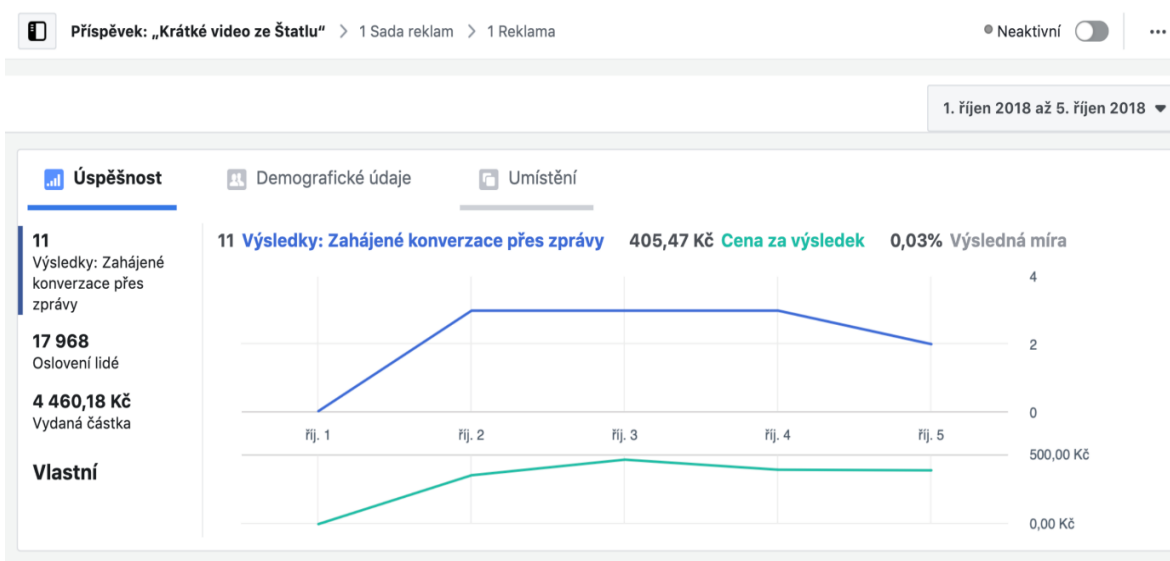 Příspěvek: „Krátké video ze Štatlu“ > 1 Sada reklam > 1 Reklama
Neaktivní
1. říjen 2018 až 5. říjen 2018
Úspěšnost
Demografické údaje
Umístění
11
Výsledky: Zahájené
konverzace přes
zprávy
17 968
Oslovení lidé
4 460,18 Kč
Vydaná částka
Vlastní
11 Výsledky: Zahájené konverzace přes zprávy
405,47 Kč Cena za výsledek
0,03% Výsledná míra
4
2
0
říj. 1
říj. 2
říj. 3
říj. 4
říj. 5
500,00 Kč
0,00 Kč